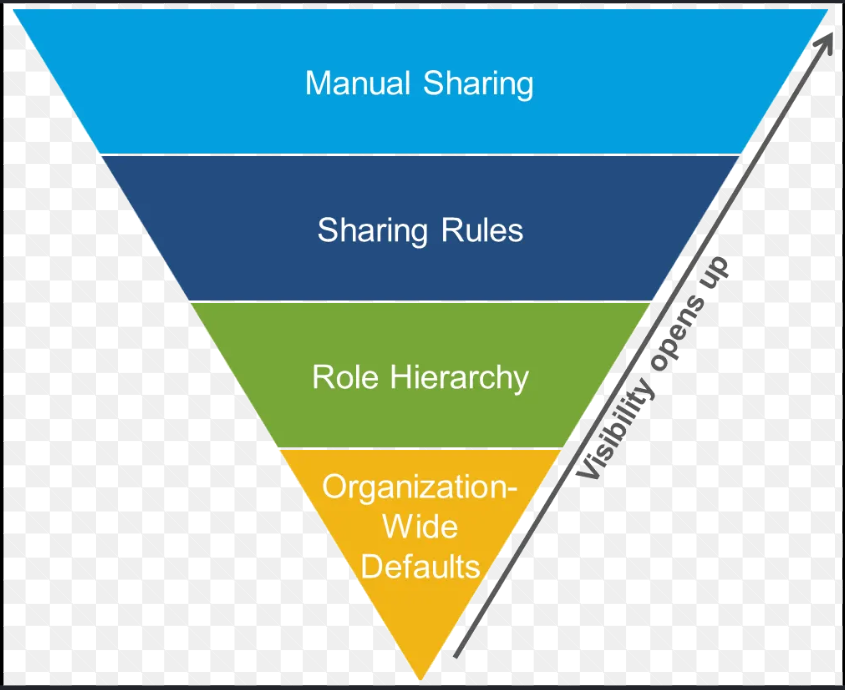 Manual Sharing
Sharing Rules
Role Hierarchy
Organization-
Wide
Defaults
Visibility opens up